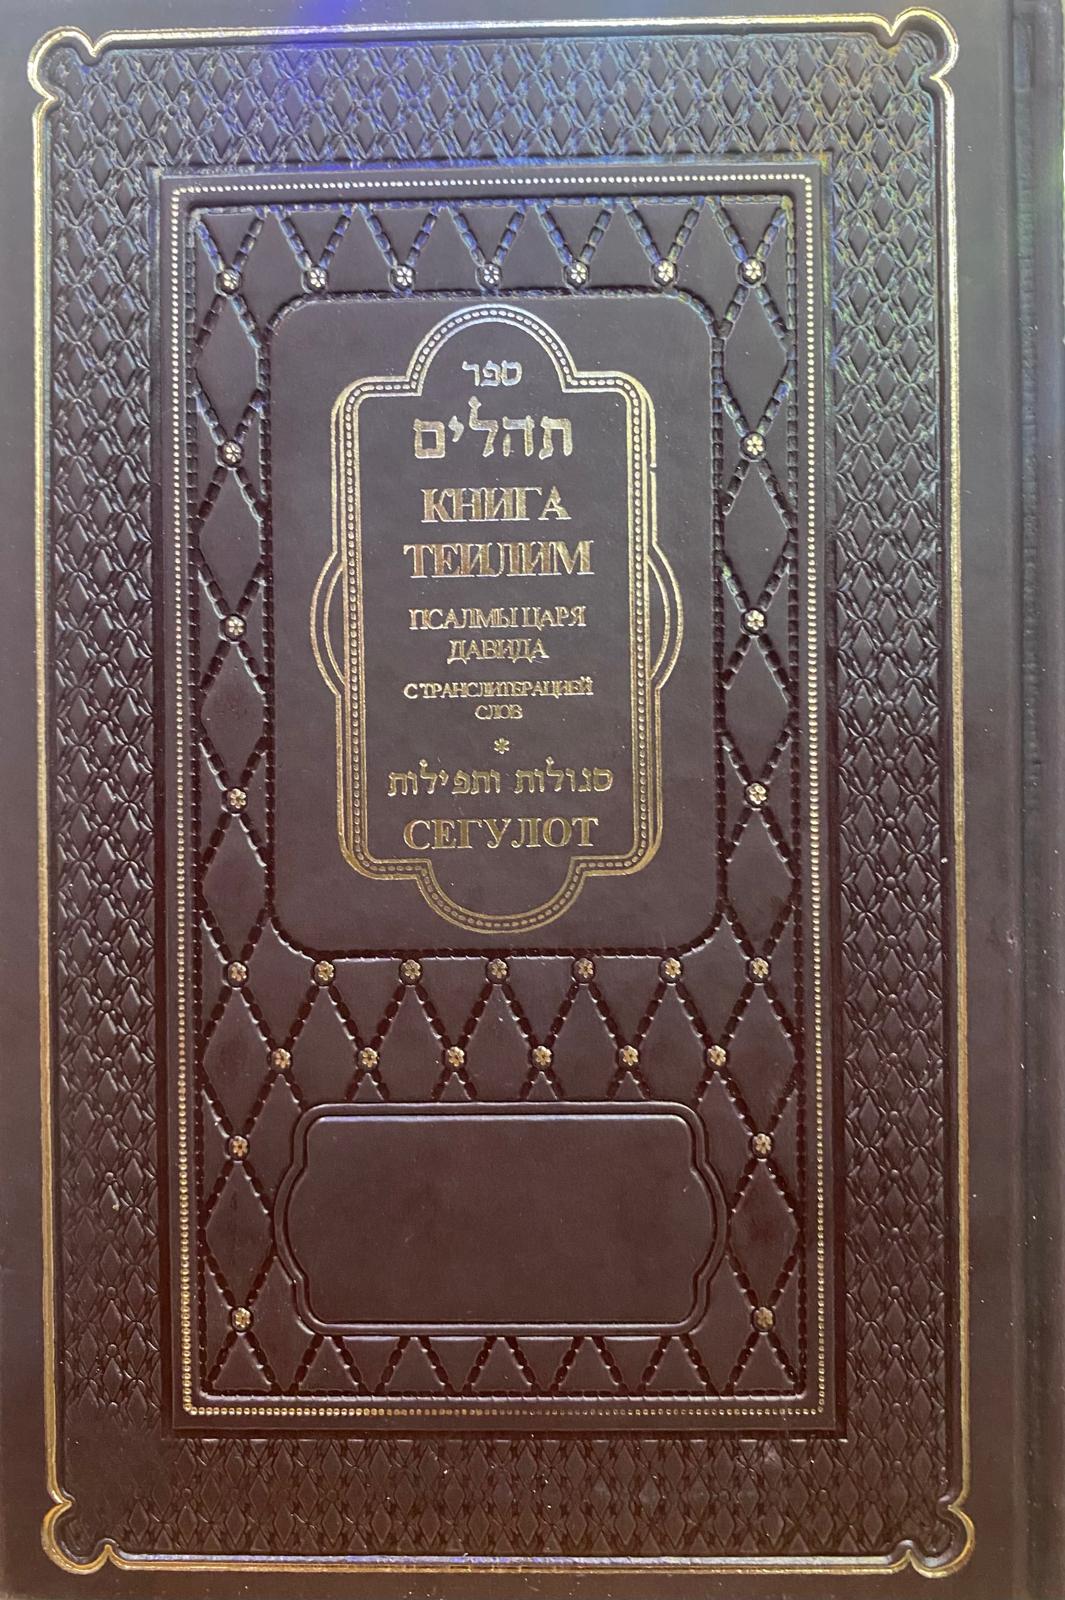 ספר
תהלים
КНИГА
ТЕИЛИМ
ПСАЛМЫ ЦАРЯ
ДАВИДА
С ТРАНСЛИТЕРАЦИЕЙ
СЛОВ
*
סגולות ותפילות
СЕГУЛОТ